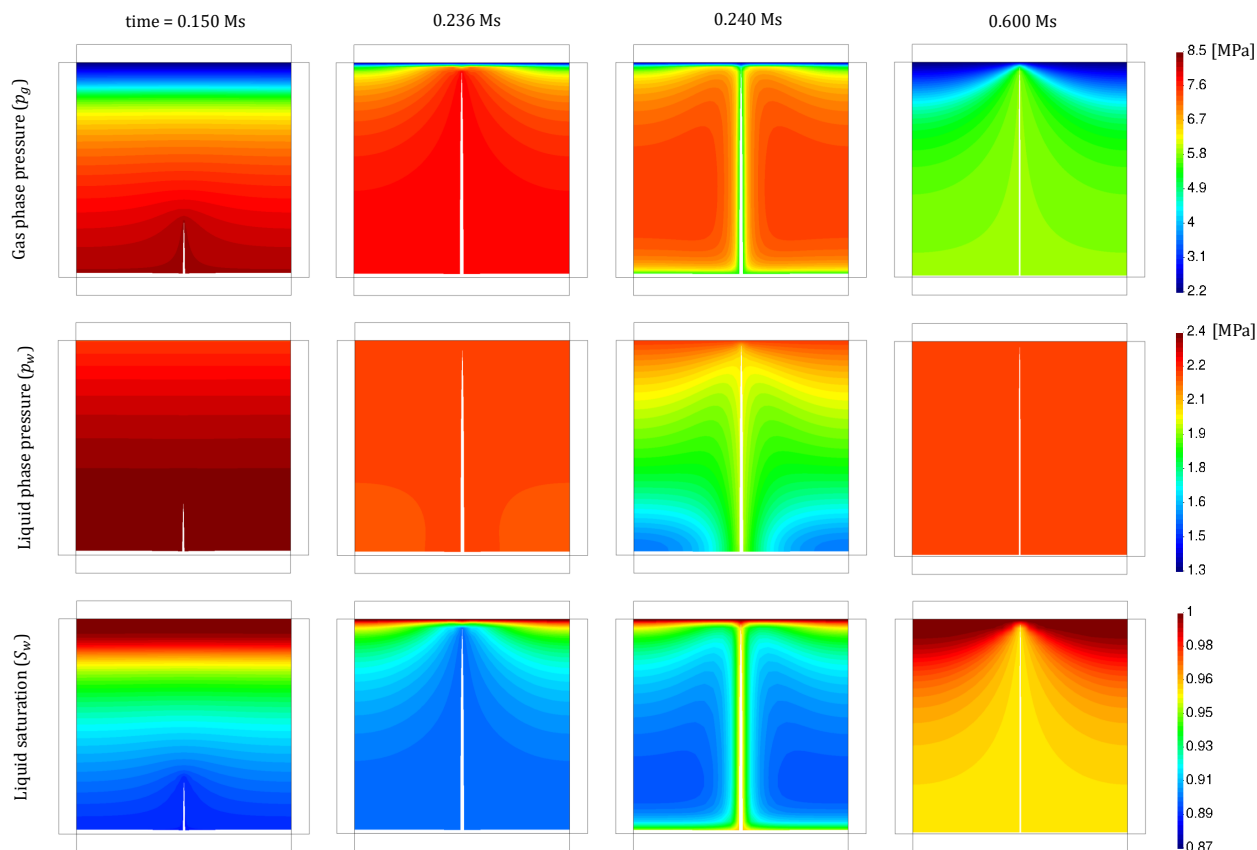 time = 0.150 Ms
0.236 Ms
0.240 Ms
0.600 Ms
Gas phase pressure (p_g)
8.5 [MPa]
7.6
6.7
5.8
4.9
4.0
3.1
2.2
Liquid phase pressure (p_w)
2.4 [MPa]
2.2
2.1
1.9
1.8
1.6
1.5
1.3
Liquid saturation (S_w)
1
0.98
0.96
0.95
0.93
0.91
0.89
0.87